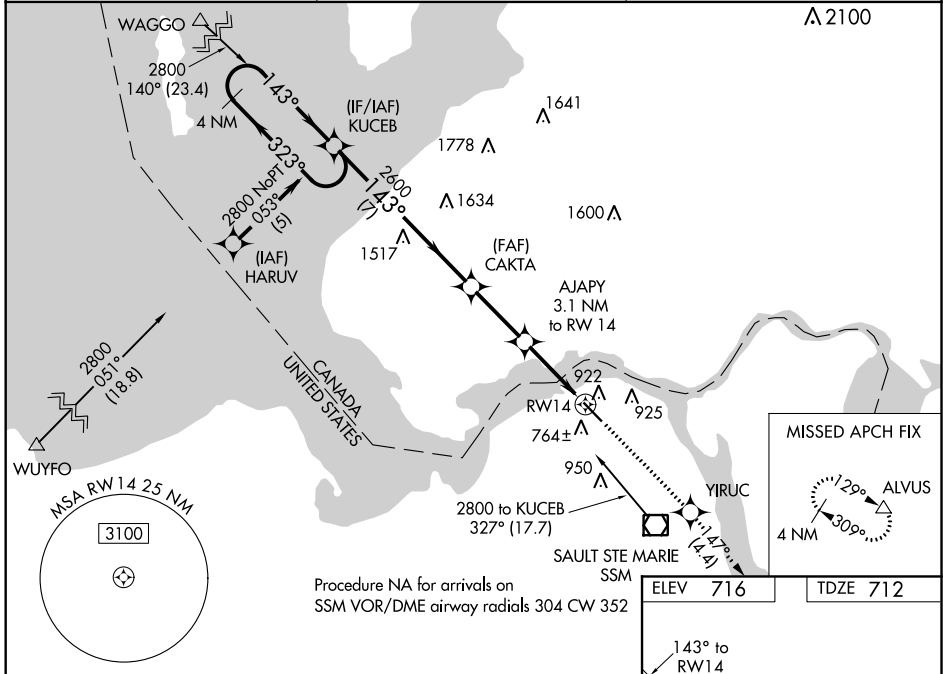 WAGGO
2100
2800
140° (23.4)
143°
4 NM
(IF/IAF)
KUCEB
1641
1778
323°
2600
143°
(7)
1634
1600
2800 NoPT
053°
(5)
1517
(IAF)
HARUV
(FAF)
CAKTA
AJAPY
3.1 NM
to RW 14
2800
051°
(18.8)
CANADA
UNITED STATES
922
RW14
925
764±
WUYFO
950
MISSED APCH FIX
129°
ALVUS
4 NM
309°
YIRUC
2800 to KUCEB
327° (17.7)
147°
(4.4)
SAULT STE MARIE
SSM
MSA RW14 25 NM
3100
Procedure NA for arrivals on
SSM VOR/DME airway radials 304 CW 352
ELEV 716
TDZE 712
143° to
RW14